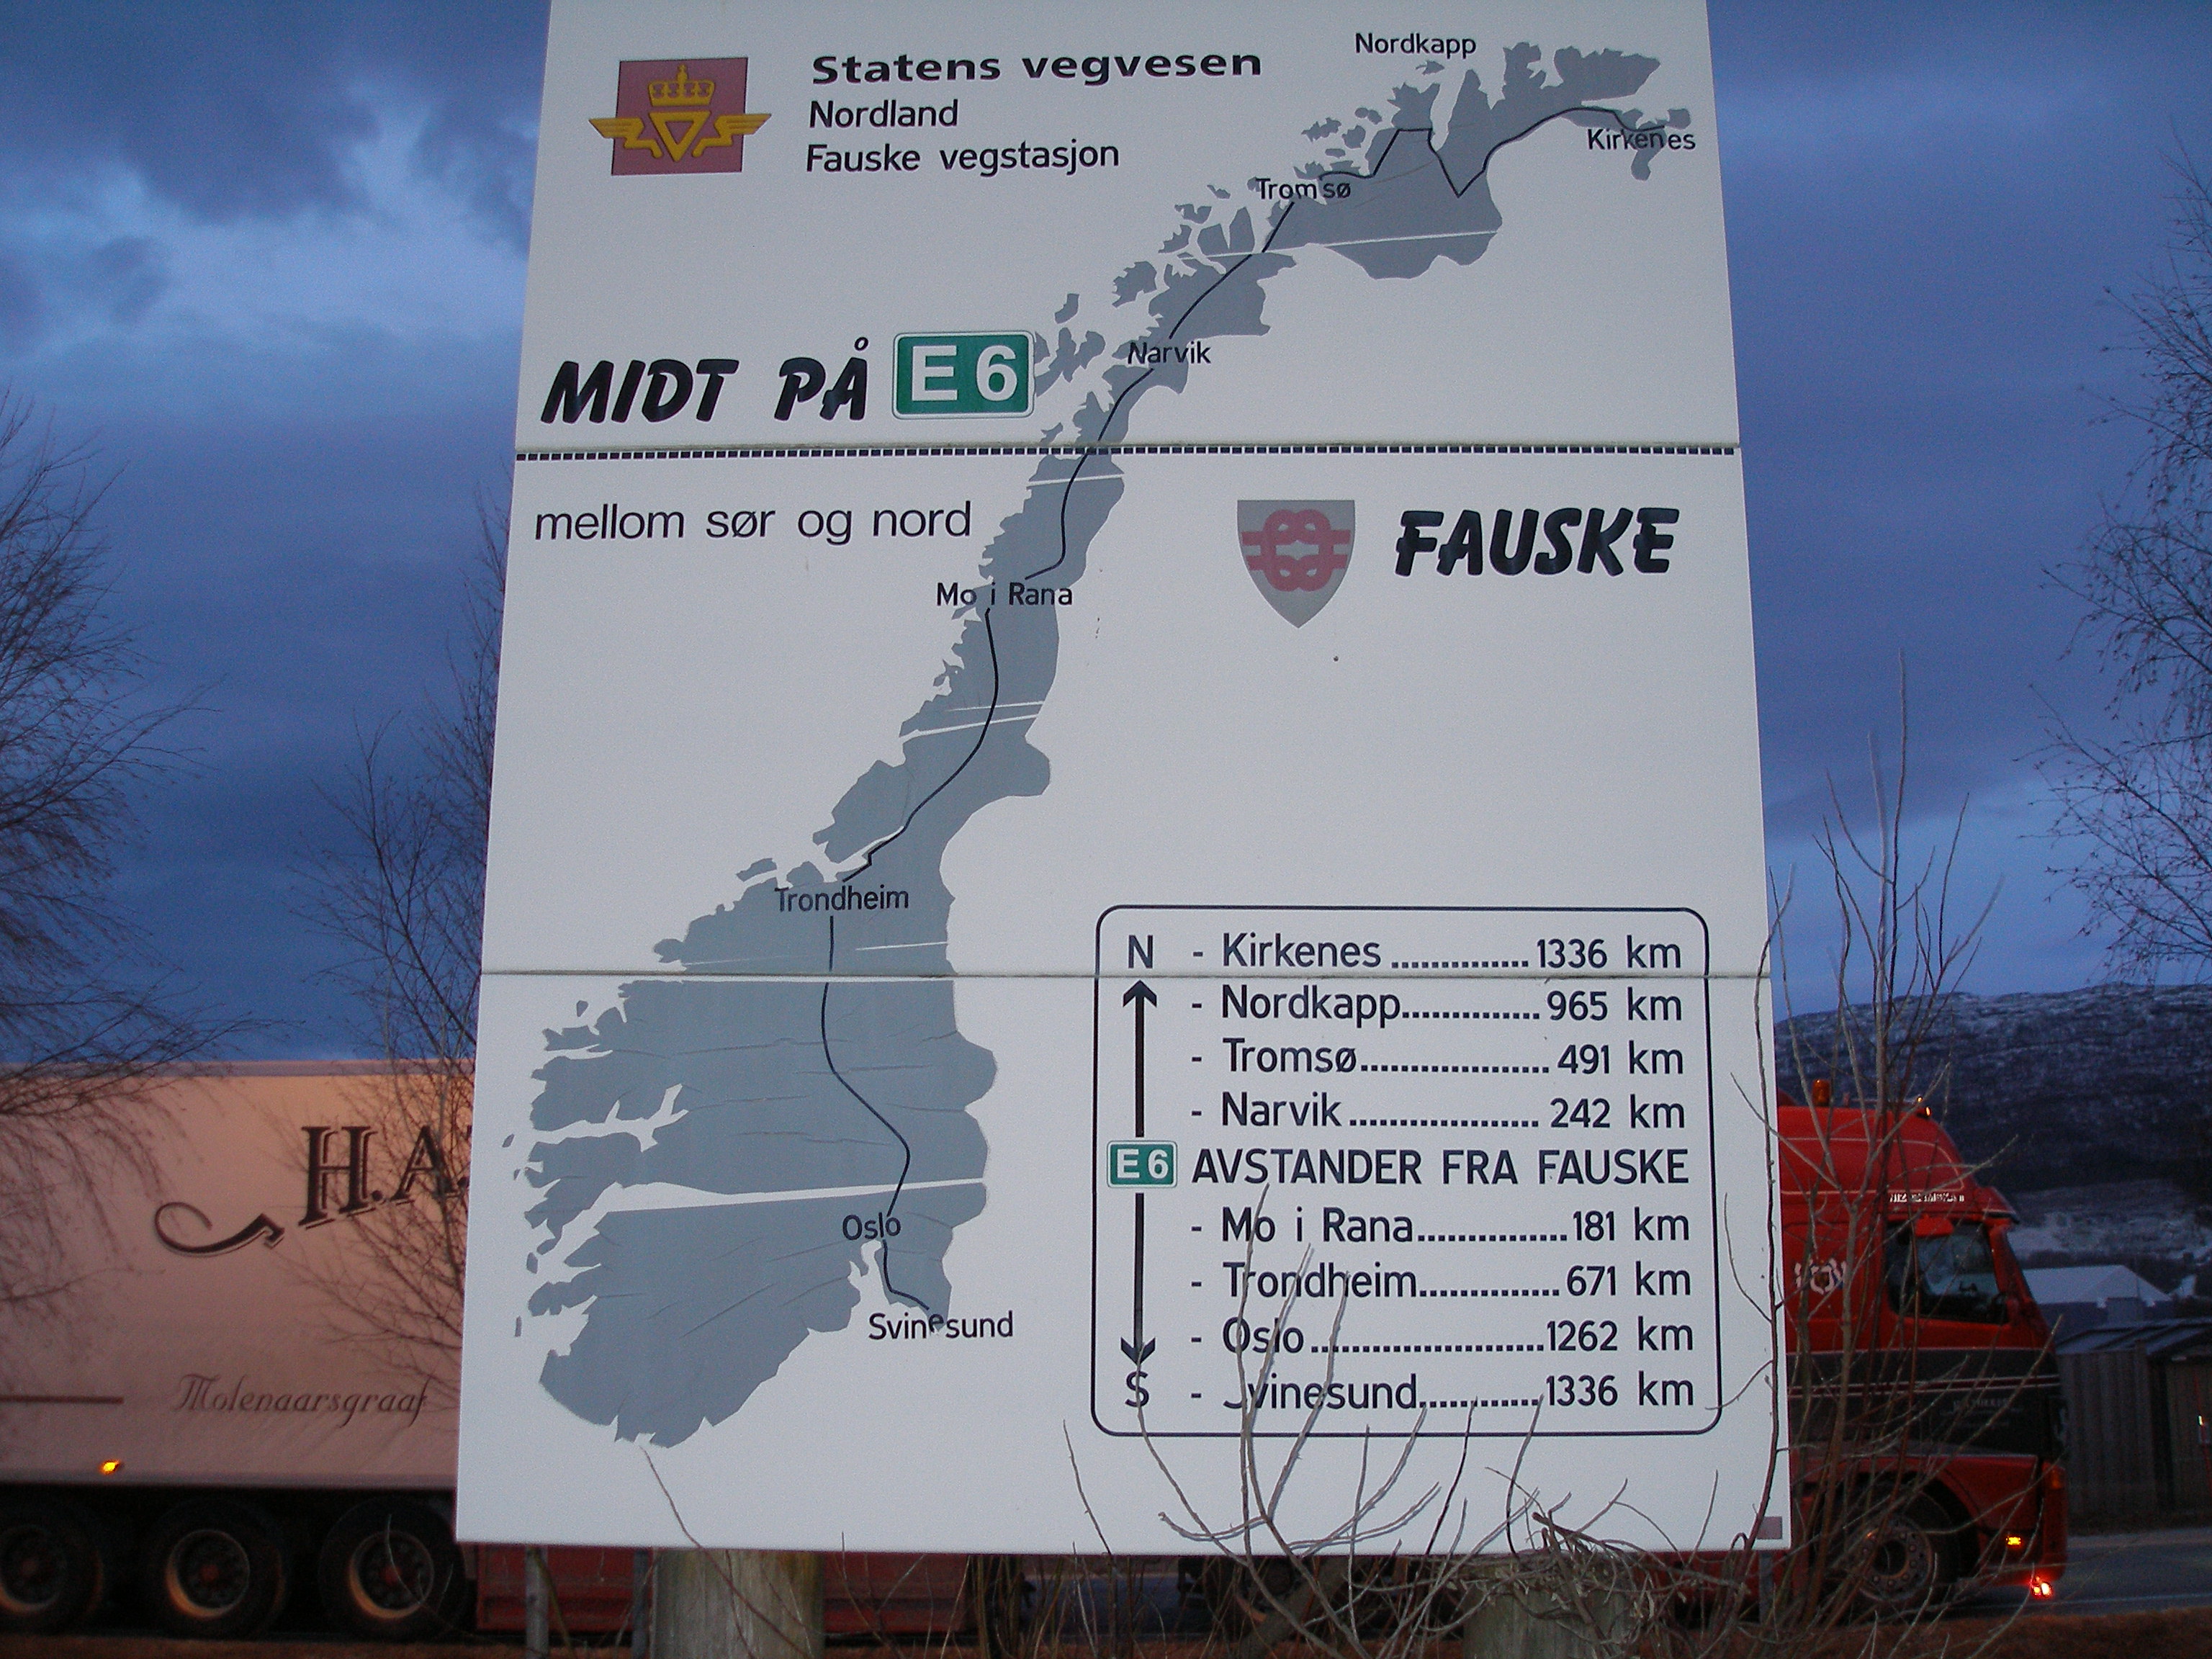 Statens vegvesen
Nordland
Fauske vegstasjon
Nordkapp
Kirkenes
Tromsø
Narvik
MIDT PÅ E6
mellom sør og nord
FAUSKE
Mo i Rana
Trondheim
Oslo
Svinesund
N - Kirkenes..............1336 km
- Nordkapp..............965 km
- Tromsø....................491 km
- Narvik....................242 km
E6 AVSTANDER FRA FAUSKE
- Mo i Rana................181 km
- Trondheim...............671 km
- Oslo.........................1262 km
S - Svinesund.............1336 km
H.A.
Molenaarsgraaf